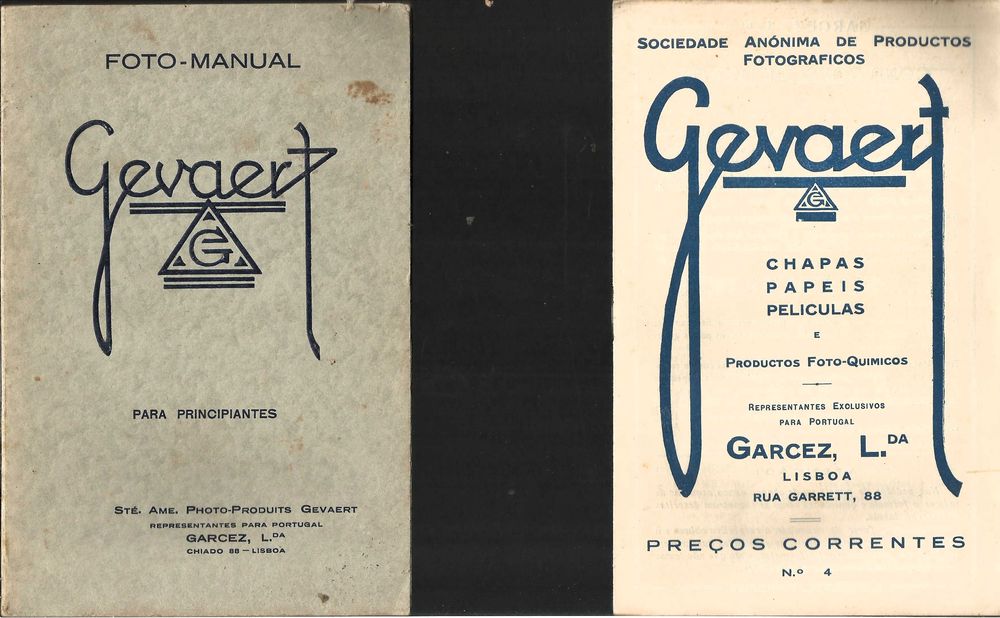 FOTO-MANUAL
Gevaert
G
PARA PRINCIPIANTES
STÉ. AME. PHOTO-PRODUITS GEVAERT
REPRESENTANTES PARA PORTUGAL
GARCEZ, L.DA
CHIADO 88 — LISBOA
SOCIEDADE ANÓNIMA DE PRODUCTOS
FOTOGRAFICOS
Gevaert
G
CHAPAS
PAPEIS
PELICULAS
E
PRODUCTOS FOTO-QUIMICOS
REPRESENTANTES EXCLUSIVOS
PARA PORTUGAL
GARCEZ, L.DA
LISBOA
RUA GARRETT, 88
PREÇOS CORRENTES
N.º 4